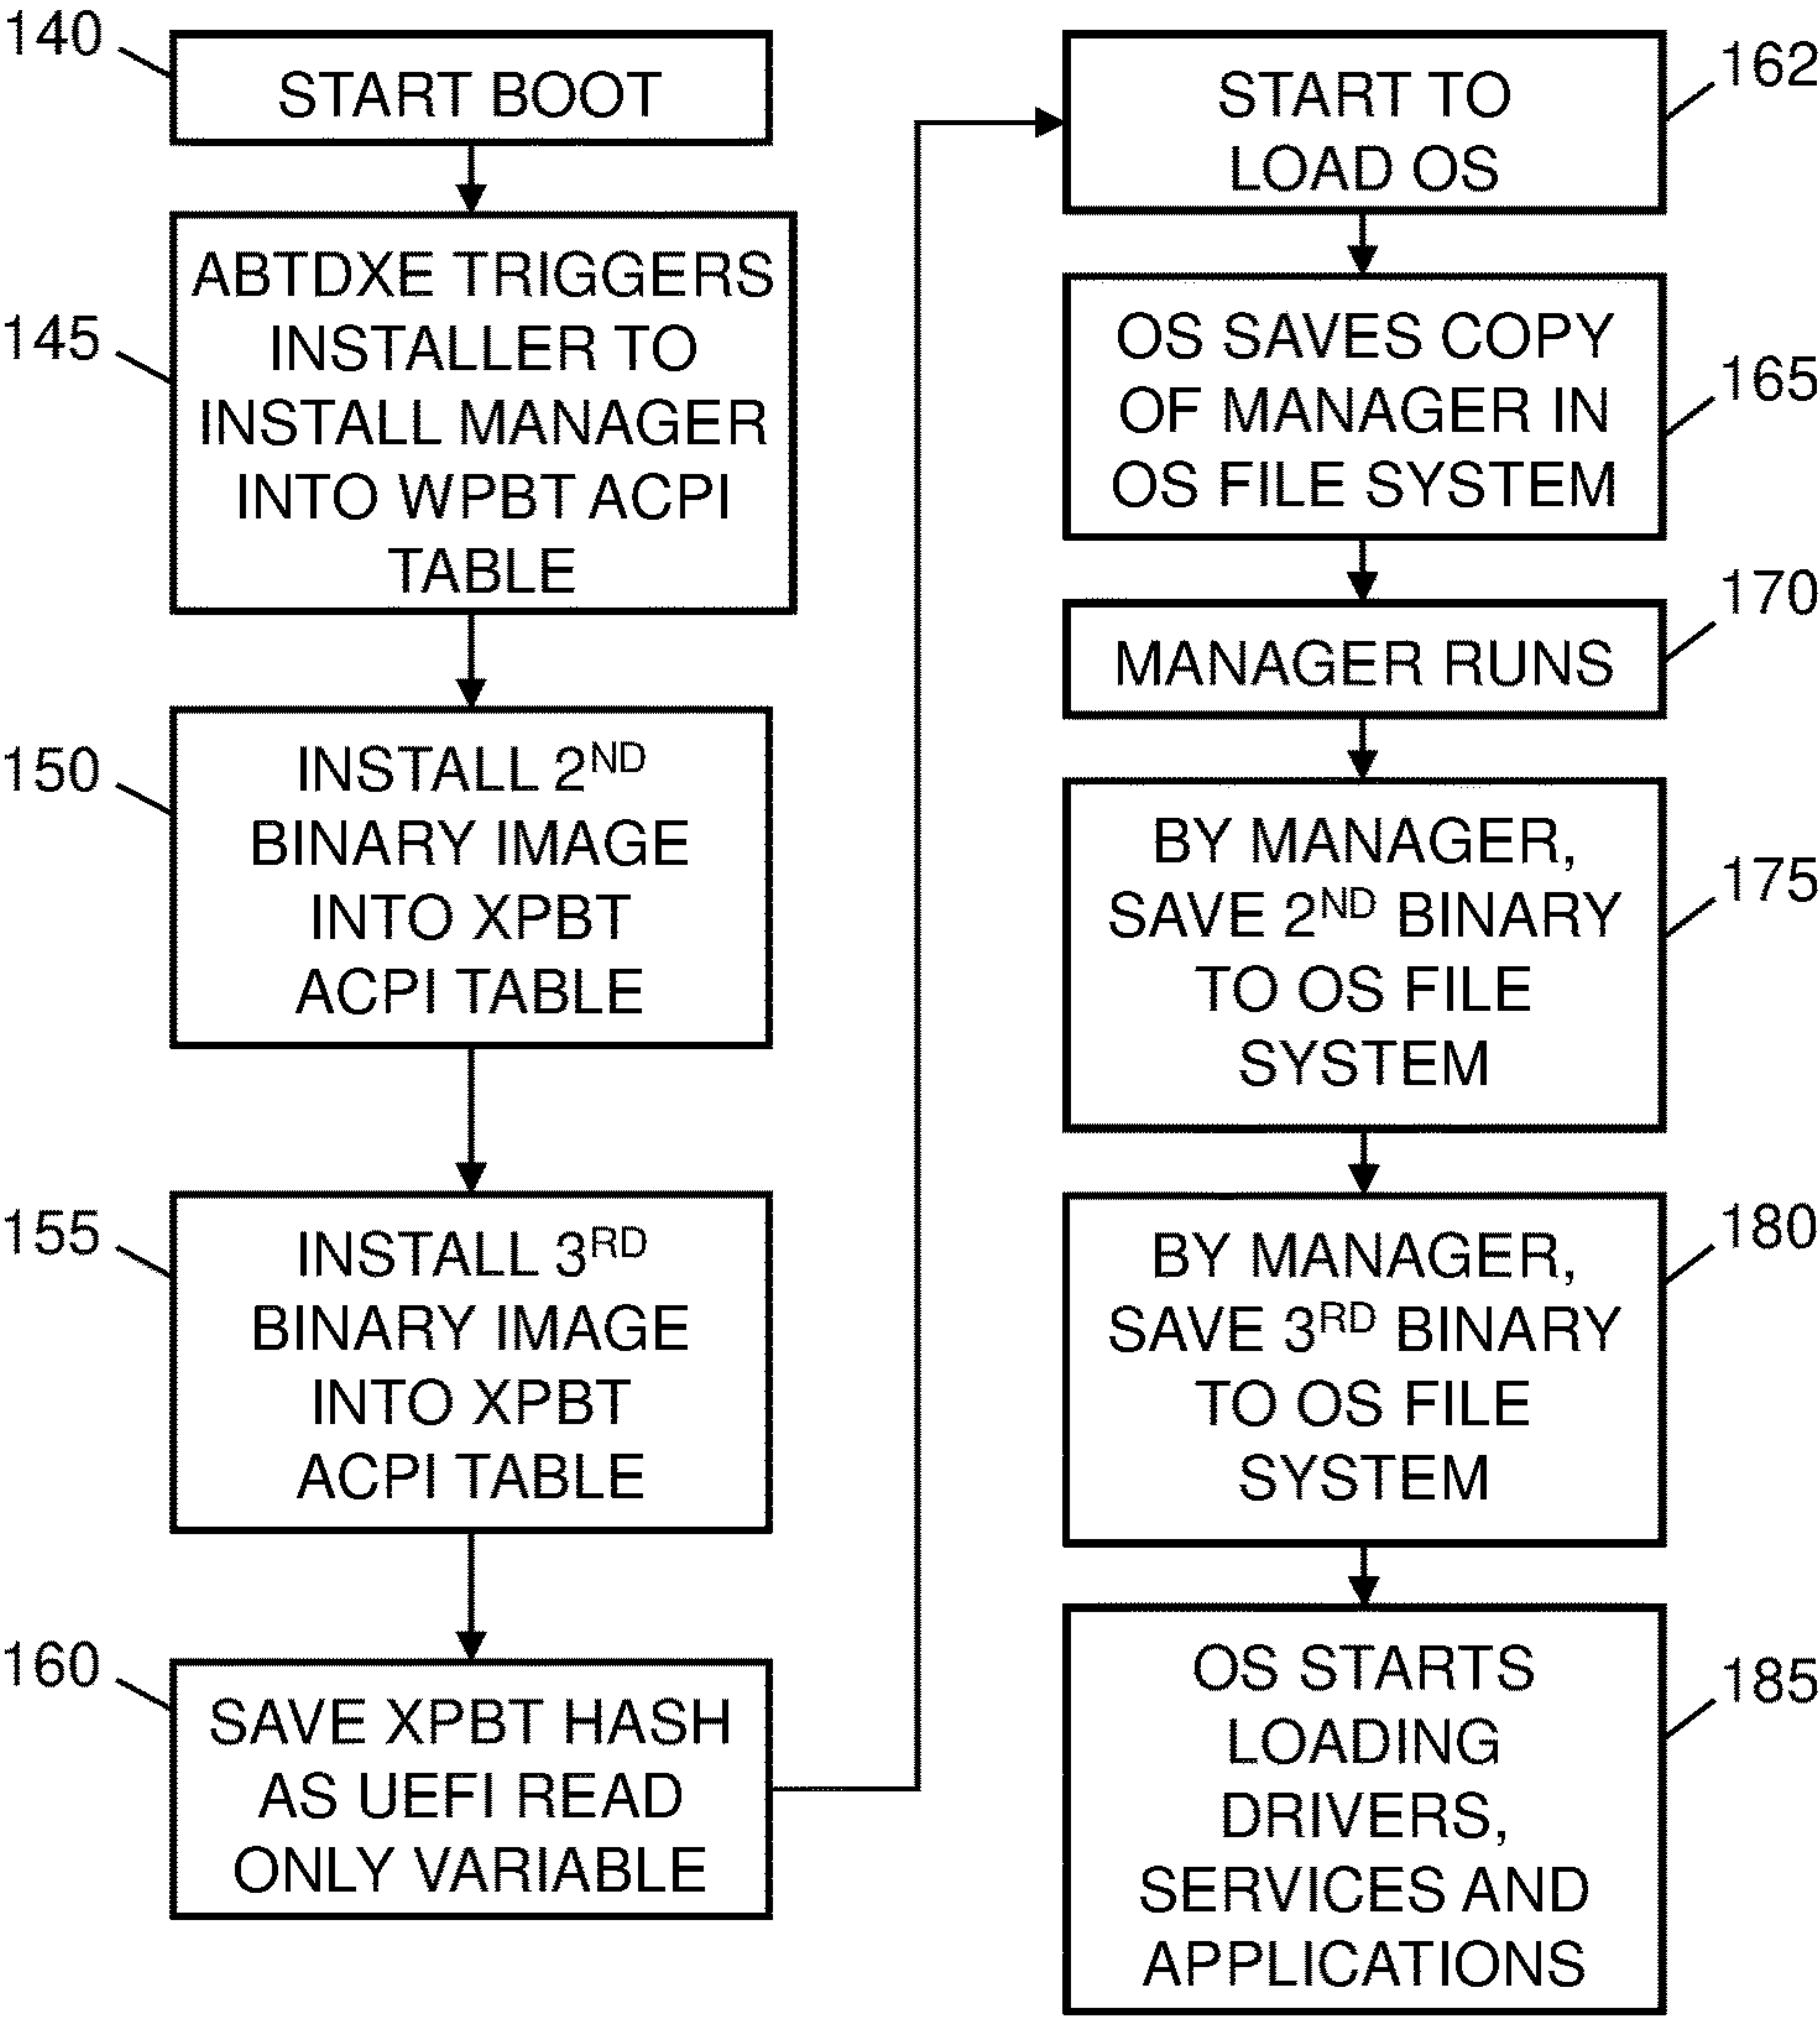 140
START BOOT
145
ABTDXE TRIGGERS
INSTALLER TO
INSTALL MANAGER
INTO WPBT ACPI
TABLE
150
INSTALL 2ND
BINARY IMAGE
INTO XPBT
ACPI TABLE
155
INSTALL 3RD
BINARY IMAGE
INTO XPBT
ACPI TABLE
160
SAVE XPBT HASH
AS UEFI READ
ONLY VARIABLE
162
START TO
LOAD OS
165
OS SAVES COPY
OF MANAGER IN
OS FILE SYSTEM
170
MANAGER RUNS
175
BY MANAGER,
SAVE 2ND BINARY
TO OS FILE
SYSTEM
180
BY MANAGER,
SAVE 3RD BINARY
TO OS FILE
SYSTEM
185
OS STARTS
LOADING
DRIVERS,
SERVICES AND
APPLICATIONS